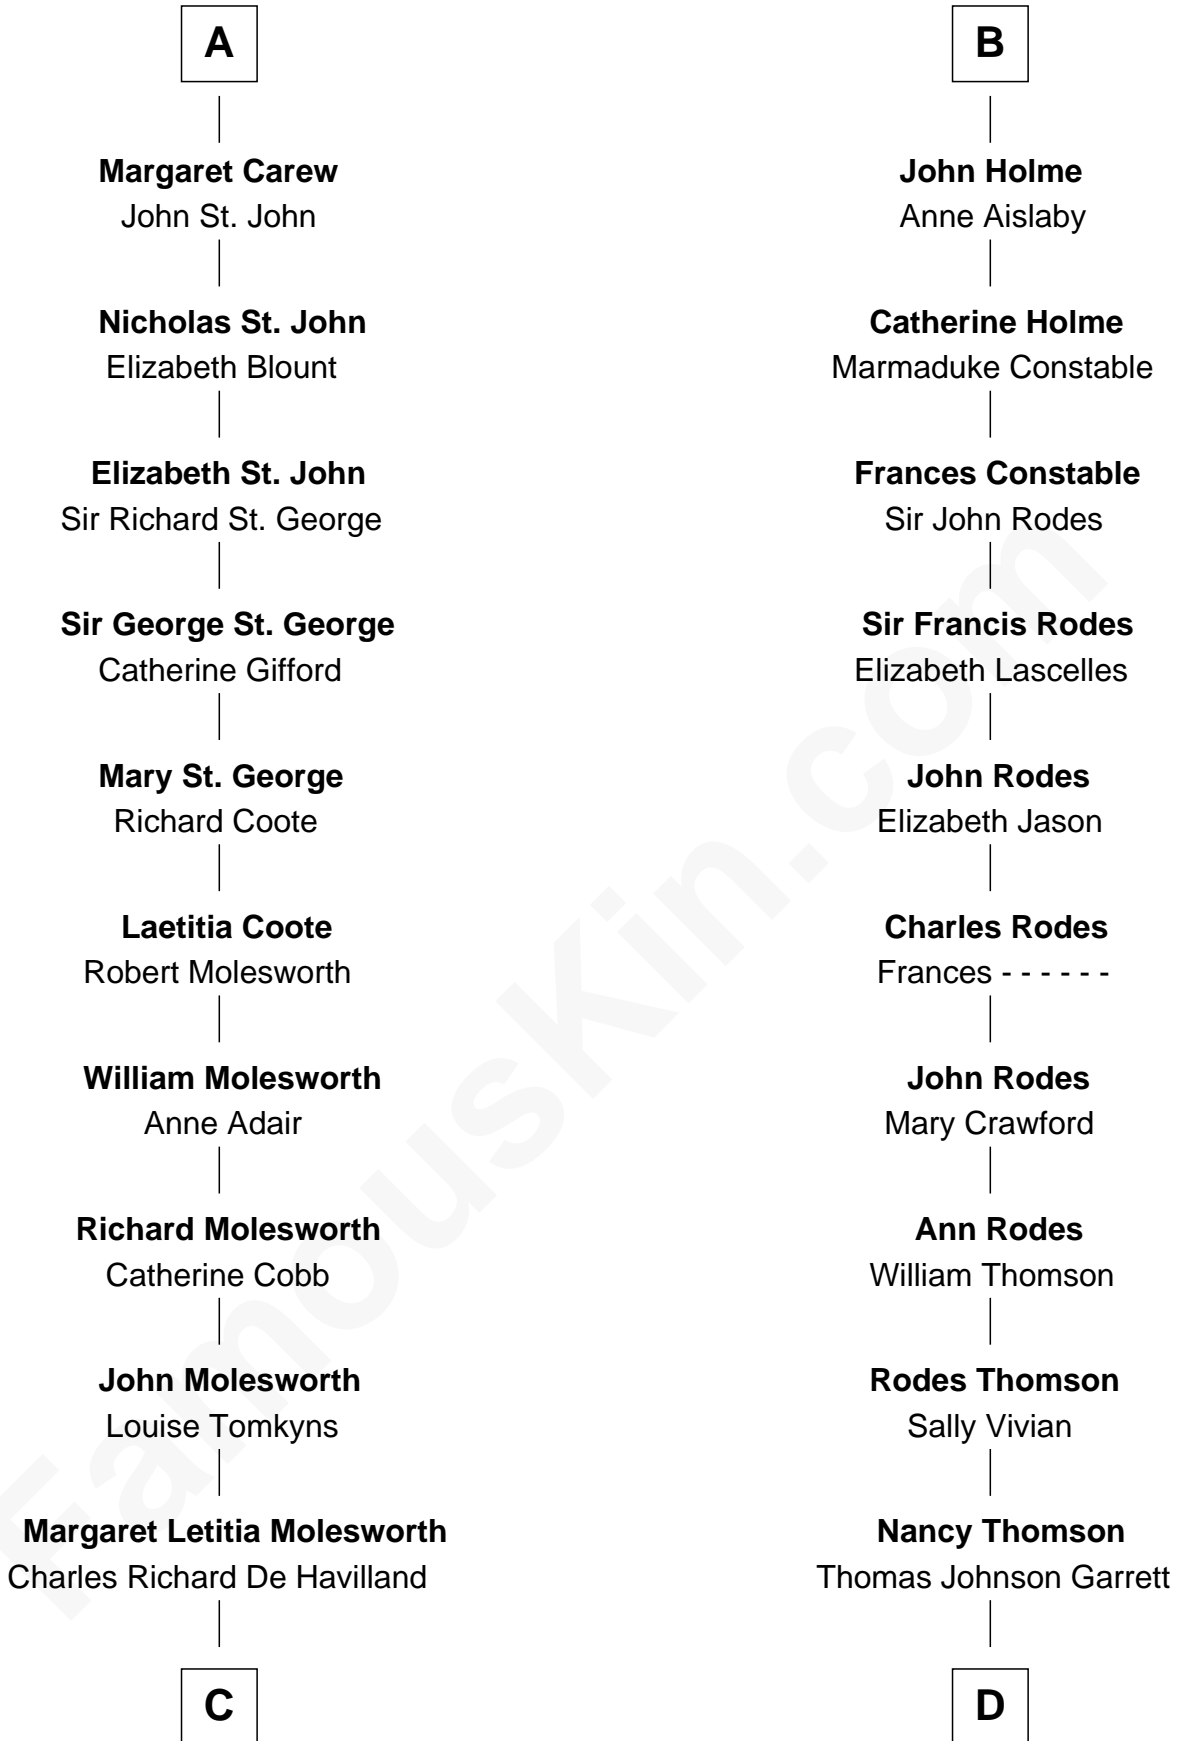 A
Margaret Carew
John St. John
Nicholas St. John
Elizabeth Blount
Elizabeth St. John
Sir Richard St. George
Sir George St. George
Catherine Gifford
Mary St. George
Richard Coote
Laetitia Coote
Robert Molesworth
William Molesworth
Anne Adair
Richard Molesworth
Catherine Cobb
John Molesworth
Louise Tomkyns
Margaret Letitia Molesworth
Charles Richard De Havilland
C
B
John Holme
Anne Aislaby
Catherine Holme
Marmaduke Constable
Frances Constable
Sir John Rodes
Sir Francis Rodes
Elizabeth Lascelles
John Rodes
Elizabeth Jason
Charles Rodes
Frances - - - - - -
John Rodes
Mary Crawford
Ann Rodes
William Thomson
Rodes Thomson
Sally Vivian
Nancy Thomson
Thomas Johnson Garrett
D
FamousKin.com